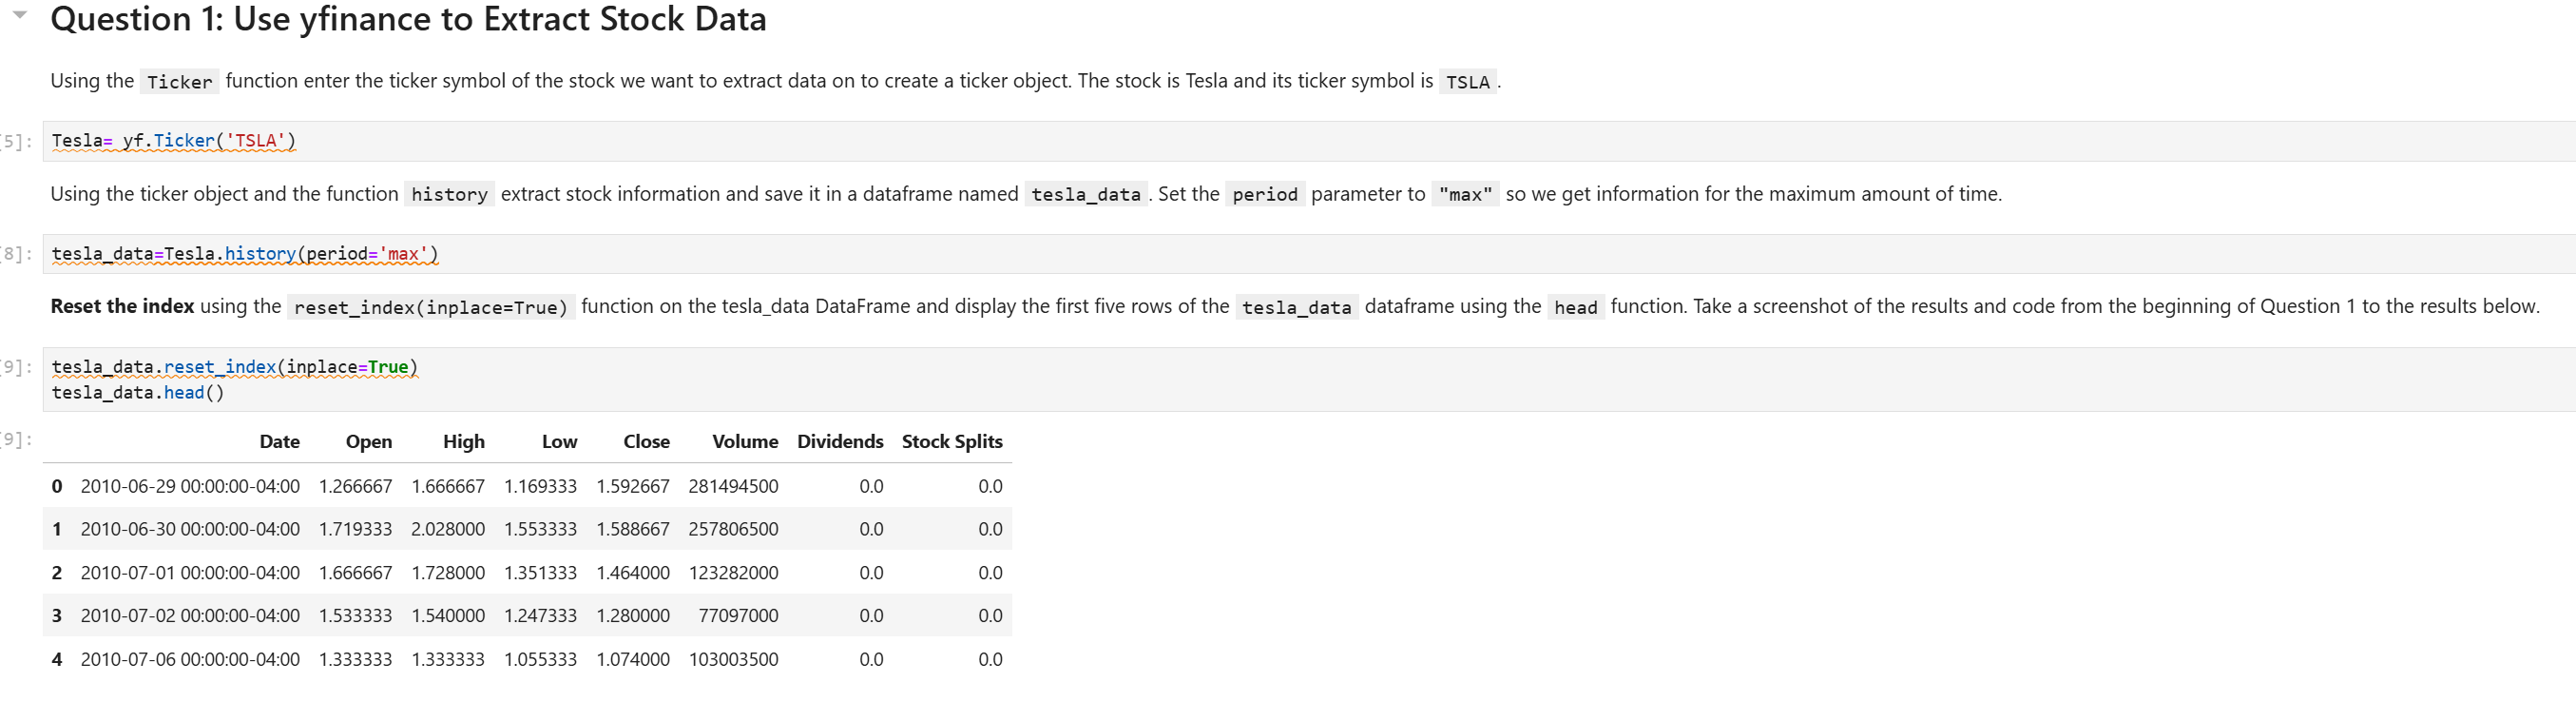 Question 1: Use yfinance to Extract Stock Data
Using the Ticker function enter the ticker symbol of the stock we want to extract data on to create a ticker object. The stock is Tesla and its ticker symbol is TSLA .
[5]: Tesla= yf.Ticker('TSLA')
Using the ticker object and the function history extract stock information and save it in a dataframe named tesla_data . Set the period parameter to "max" so we get information for the maximum amount of time.
[8]: tesla_data=Tesla.history(period='max')
Reset the index using the reset_index(inplace=True) function on the tesla_data DataFrame and display the first five rows of the tesla_data dataframe using the head function. Take a screenshot of the results and code from the beginning of Question 1 to the results below.
[9]: tesla_data.reset_index(inplace=True)
tesla_data.head()
[9]: Date Open High Low Close Volume Dividends Stock Splits
0 2010-06-29 00:00:00-04:00 1.266667 1.666667 1.169333 1.592667 281494500 0.0 0.0
1 2010-06-30 00:00:00-04:00 1.719333 2.028000 1.553333 1.588667 257806500 0.0 0.0
2 2010-07-01 00:00:00-04:00 1.666667 1.728000 1.351333 1.464000 123282000 0.0 0.0
3 2010-07-02 00:00:00-04:00 1.533333 1.540000 1.247333 1.280000 77097000 0.0 0.0
4 2010-07-06 00:00:00-04:00 1.333333 1.333333 1.055333 1.074000 103003500 0.0 0.0